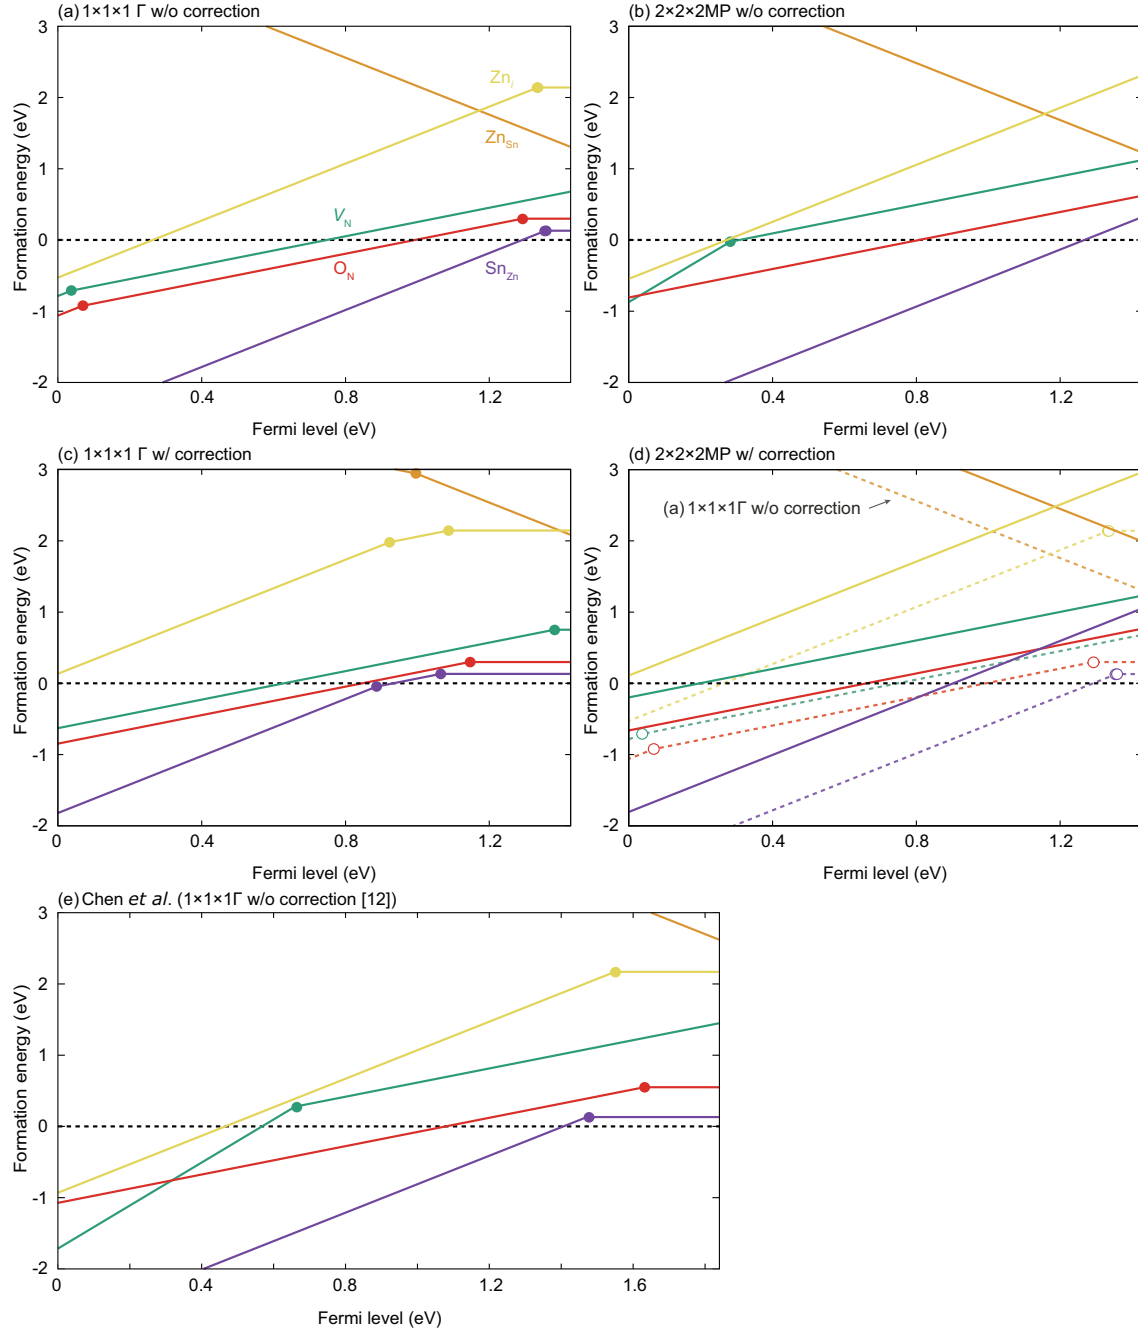 (a) 1×1×1 Γ w/o correction
3
2
1
0
-1
-2
Formation energy (eV)
Zn_i
Zn_Sn
V_N
O_N
Sn_Zn
0 0.4 0.8 1.2
Fermi level (eV)
(b) 2×2×2MP w/o correction
3
2
1
0
-1
-2
Formation energy (eV)
0 0.4 0.8 1.2
Fermi level (eV)
(c) 1×1×1 Γ w/ correction
3
2
1
0
-1
-2
Formation energy (eV)
0 0.4 0.8 1.2
Fermi level (eV)
(d) 2×2×2MP w/ correction
3
2
1
0
-1
-2
Formation energy (eV)
(a) 1×1×1Γ w/o correction
0 0.4 0.8 1.2
Fermi level (eV)
(e) Chen et al. (1×1×1Γ w/o correction [12])
3
2
1
0
-1
-2
Formation energy (eV)
0 0.4 0.8 1.2 1.6
Fermi level (eV)